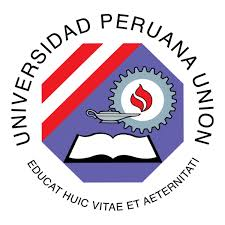 UNIVERSIDAD PERUANA UNION
EDUCAT HUIC VITAE ET AETERNITATI